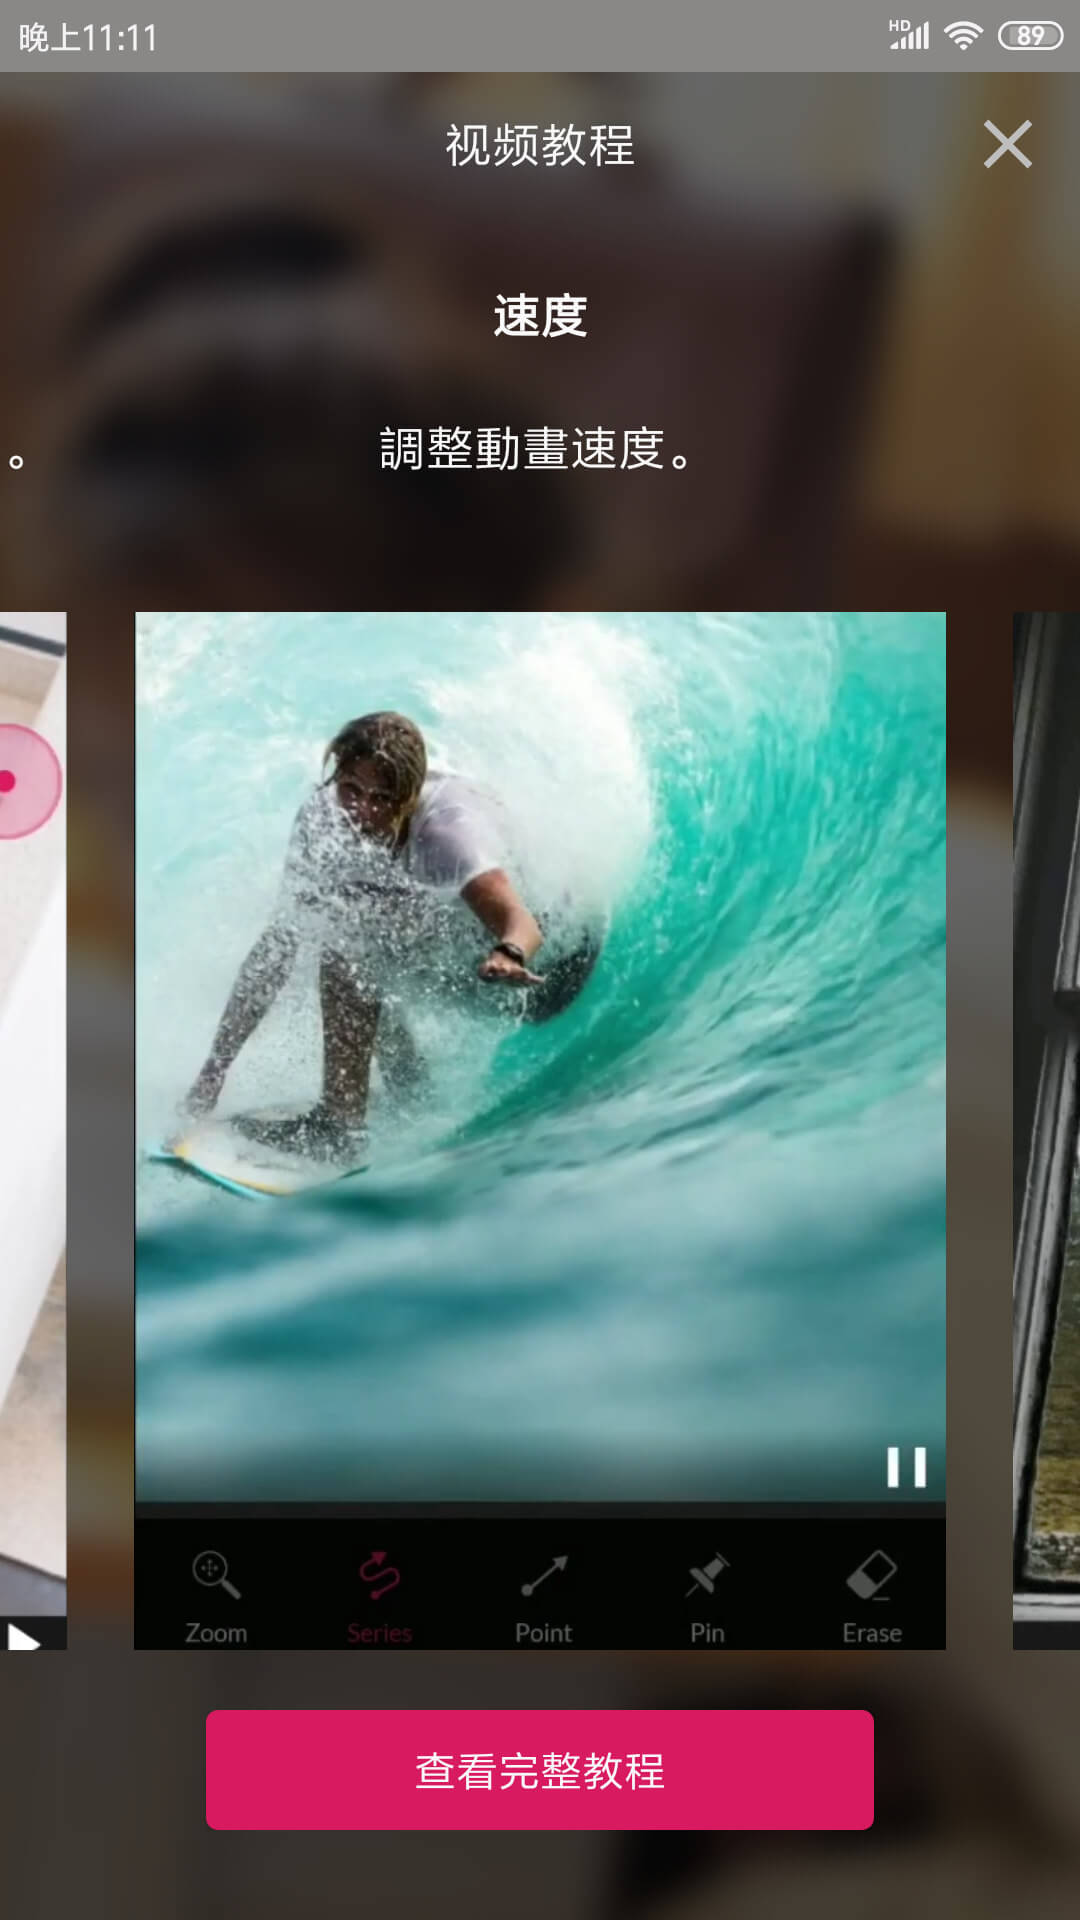 晚上11:11
HD
89
视频教程
速度
。
調整動畫速度。
Zoom
Series
Point
Pin
Erase
查看完整教程